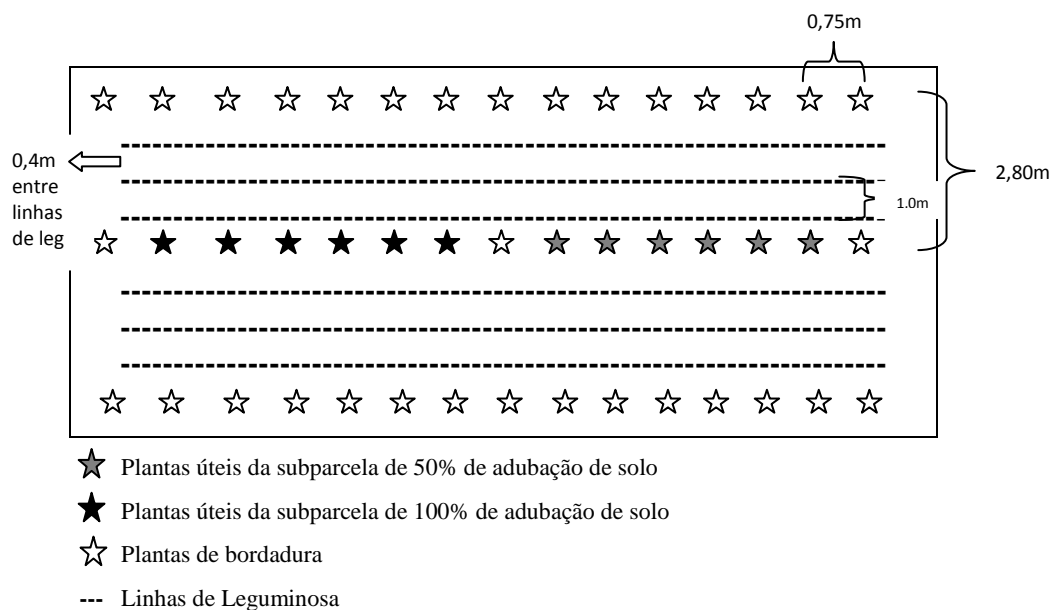 0,75m
0,4m
entre
linhas
de leg
2,80m
1.0m
Plantas úteis da subparcela de 50% de adubação de solo
Plantas úteis da subparcela de 100% de adubação de solo
Plantas de bordadura
Linhas de Leguminosa